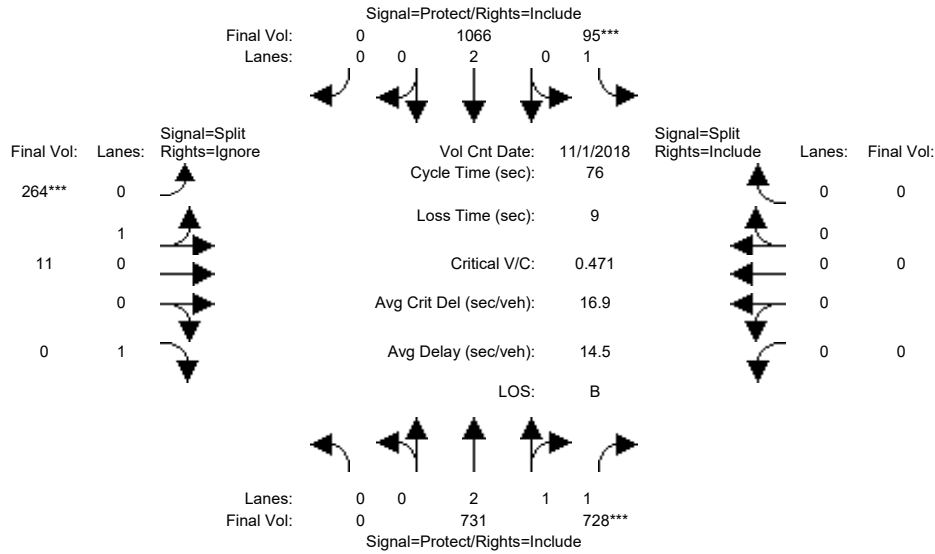 Signal=Protect/Rights=Include
Final Vol: 0 1066 95***
Lanes: 0 0 2 0 1
Signal=Split
Final Vol: Lanes: Rights=Ignore
Vol Cnt Date: 11/1/2018
Signal=Split
Rights=Include Lanes: Final Vol:
Cycle Time (sec): 76
264*** 0
0 0
Loss Time (sec): 9
1
0
11 0
Critical V/C: 0.471
0 0
0
Avg Crit Del (sec/veh): 16.9
0
0 1
Avg Delay (sec/veh): 14.5
0 0
LOS: B
Lanes: 0 0 2 1 1
Final Vol: 0 731 728***
Signal=Protect/Rights=Include